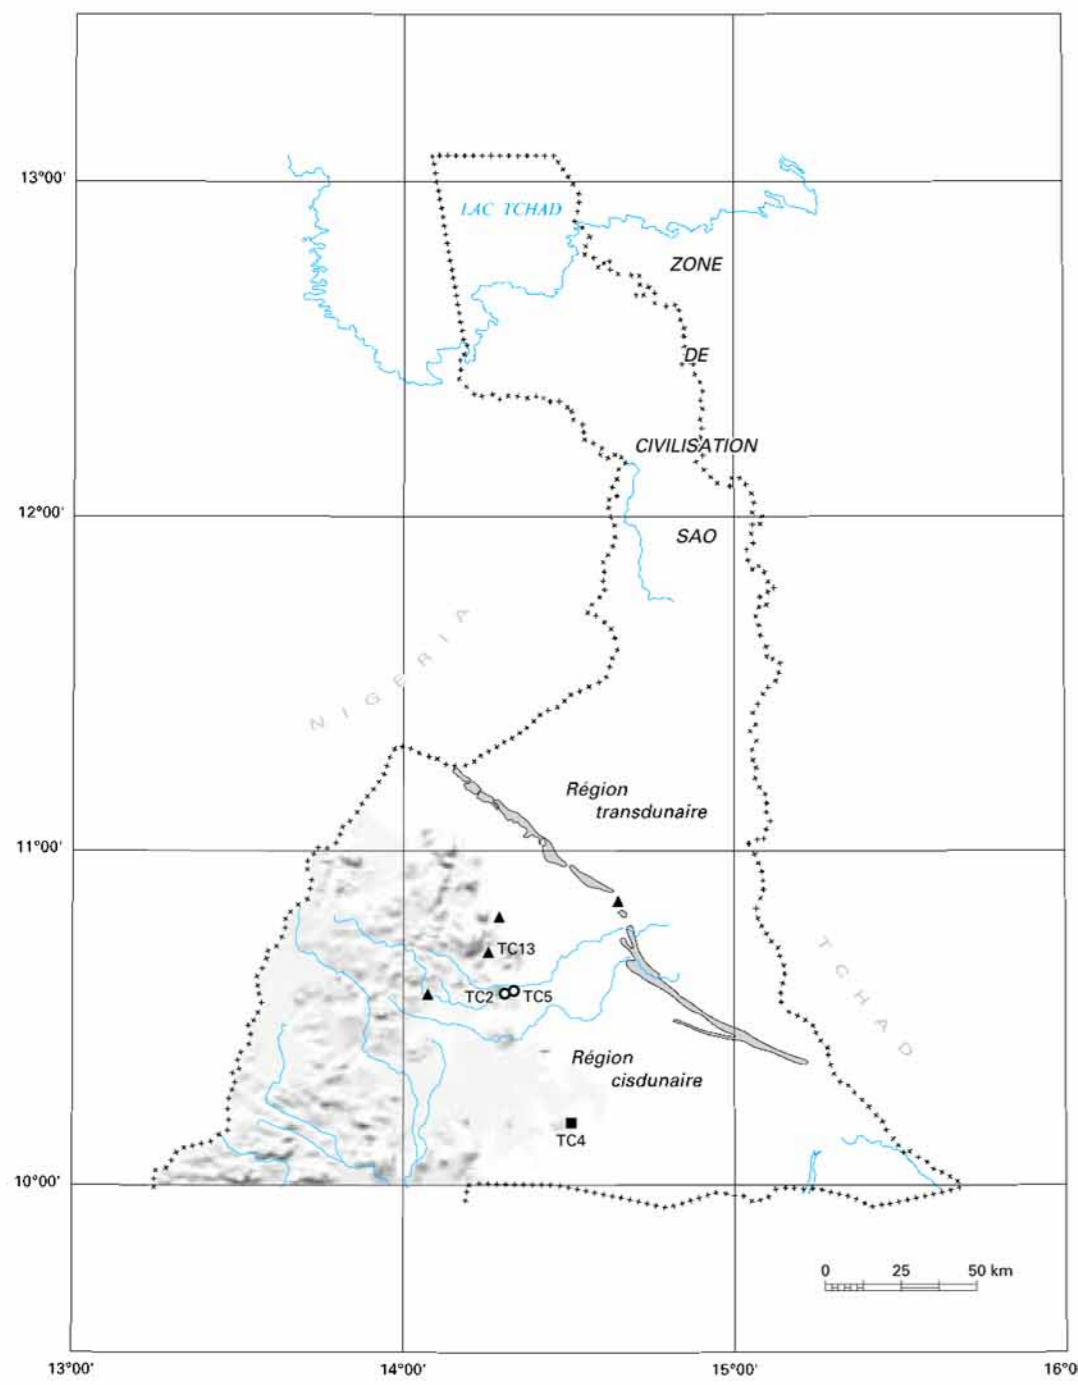 13°00'
LAC TCHAD
ZONE
DE
CIVILISATION
12°00'
SAO
NIGERIA
Région
transdunaire
11°00'
TC13
TCHAD
TC2
TC5
Région
cisdunaire
TC4
10°00'
0 25 50 km
13°00' 14°00' 15°00' 16°0